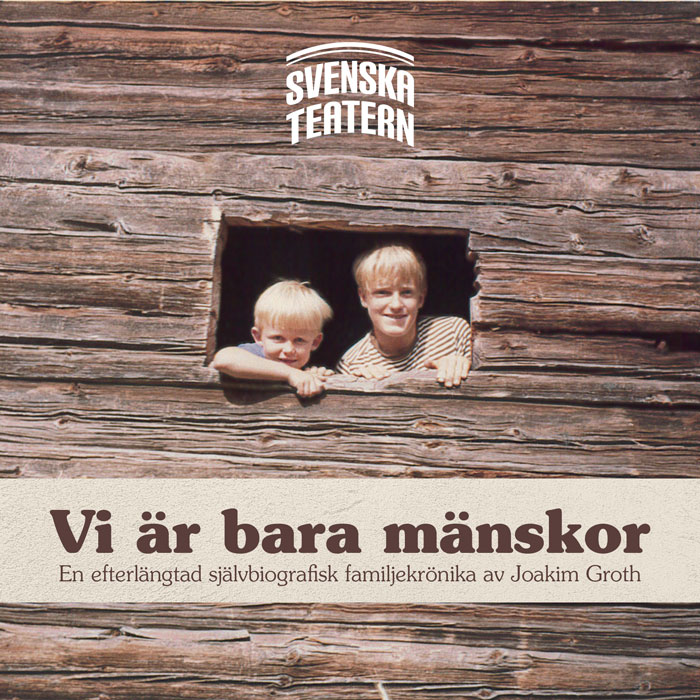 SVENSKA
TEATERN
Vi är bara mänskor
En efterlängtad självbiografisk familjekrönika av Joakim Groth